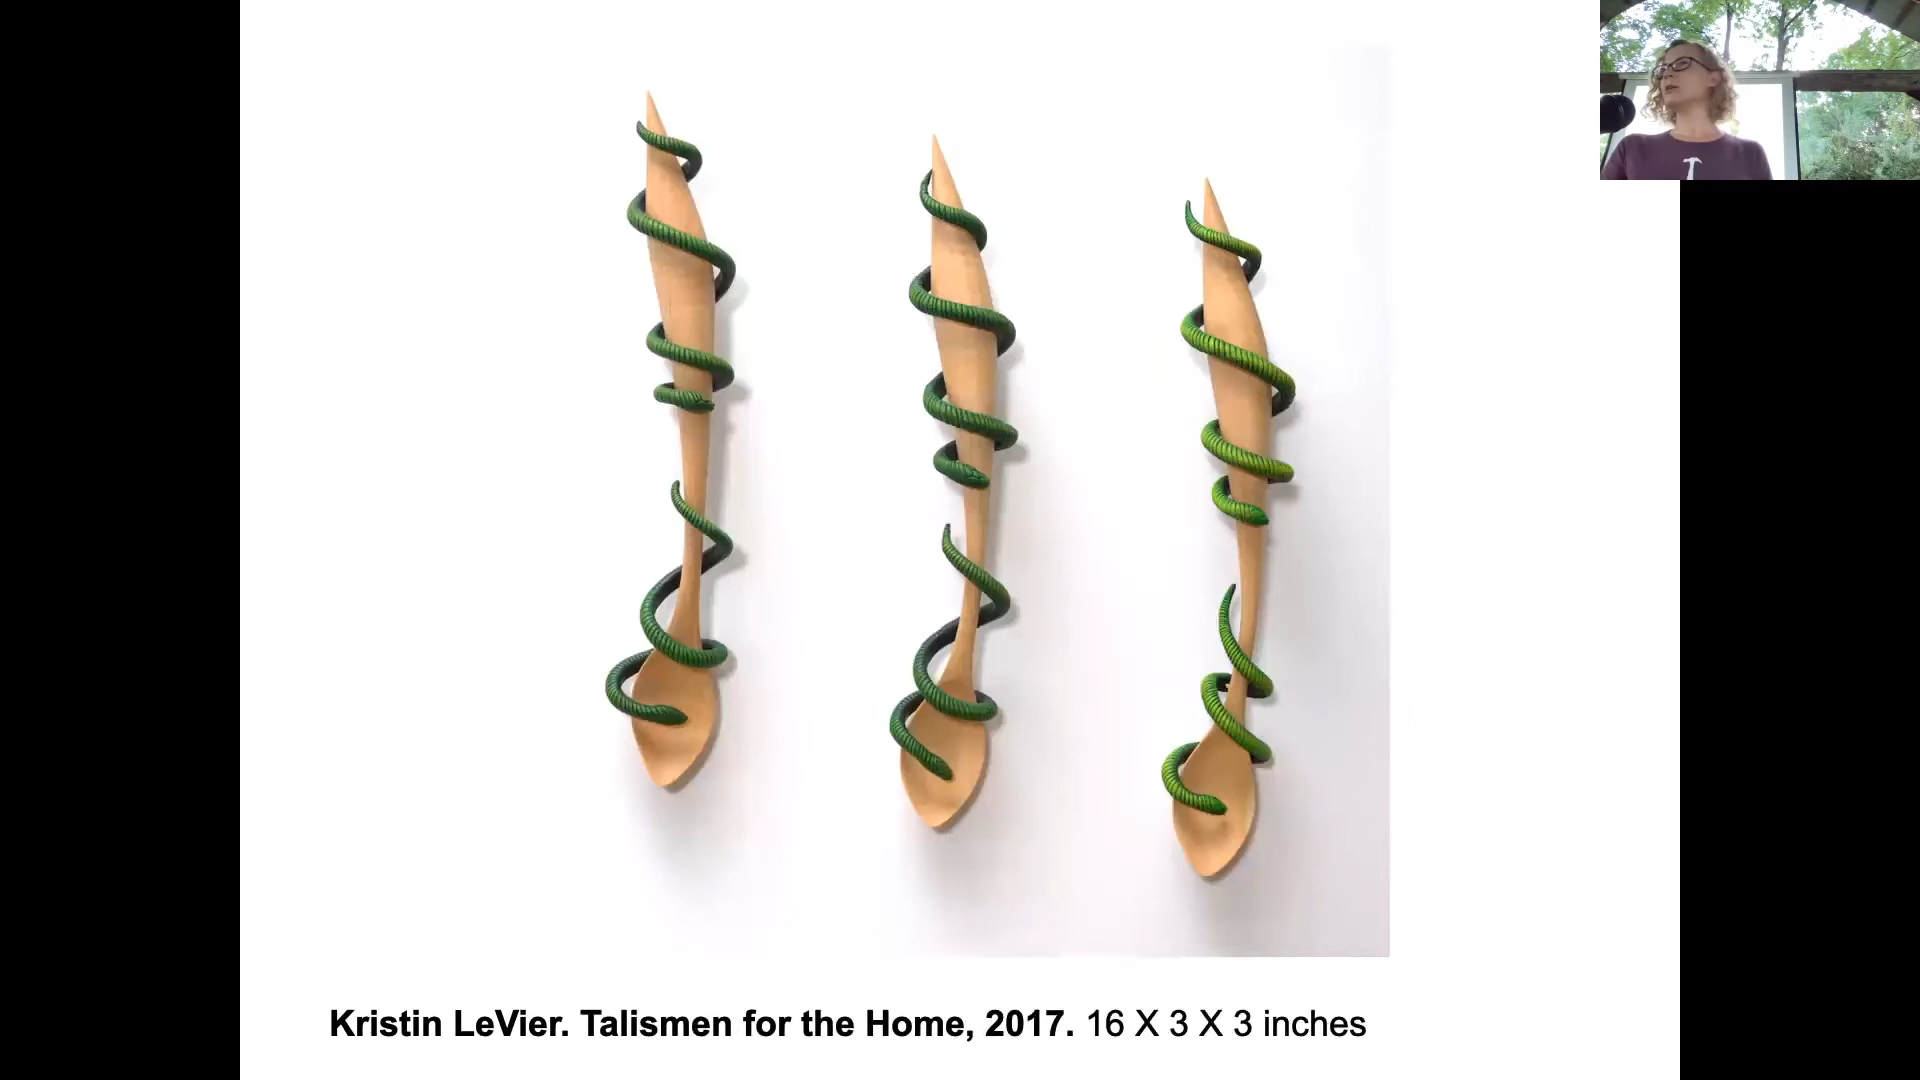 Kristin LeVier. Talismen for the Home, 2017. 16 X 3 X 3 inches